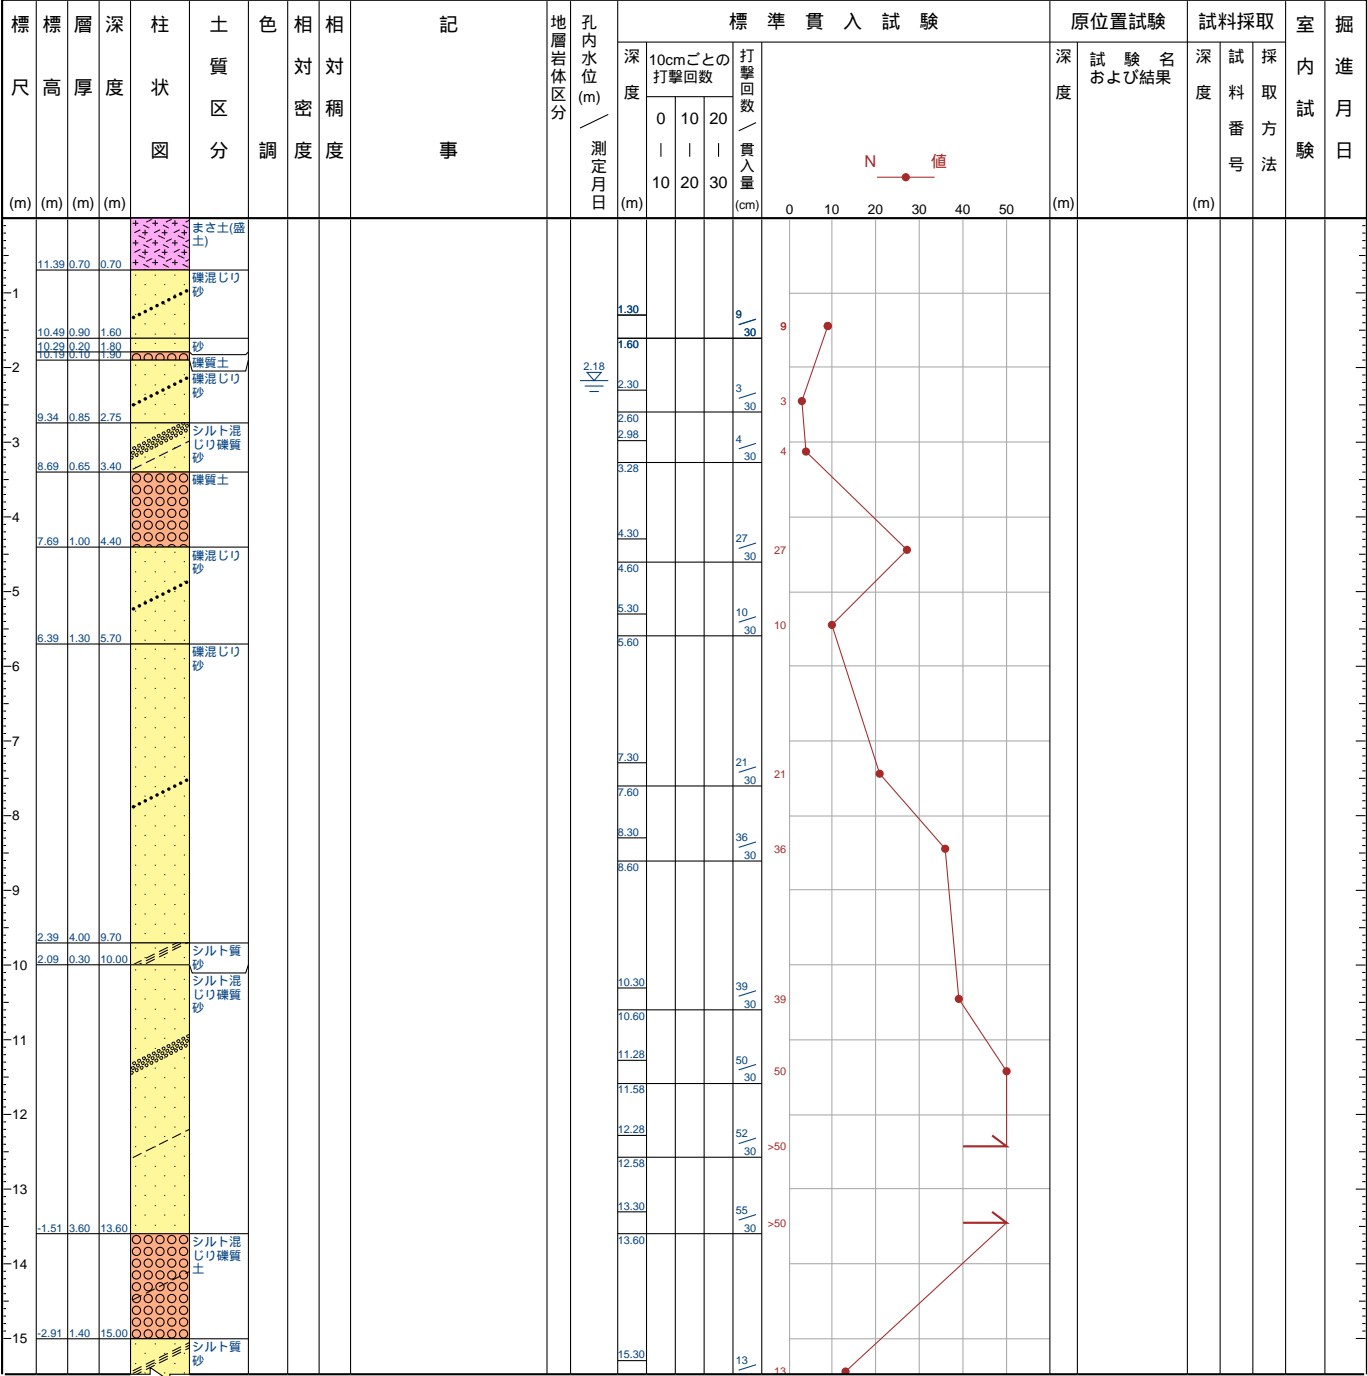 標尺(m)
標高(m)
層厚(m)
深度(m)
柱状図
土質区分
色調
相対密度
相対稠度
記事
地層岩体区分
孔内水位(m)／測定月日
標準貫入試験
深度(m)
10cmごとの
打撃回数
0 10 20
| | |
10 20 30
打撃回数／貫入量(cm)
N 値
0 10 20 30 40 50
原位置試験
深度(m)
試験名
および結果
試料採取
深度(m)
試料番号
採取方法
室内試験
掘進月日
まさ土(盛
土)
11.39 0.70 0.70
礫混じり
砂
1
1.30 9/30 9
10.49 0.90 1.60
1.60
砂
10.29 0.20 1.80
10.19 0.10 1.90
礫質土
2
2.18
礫混じり
砂
2.30 3/30 3
9.34 0.85 2.75
2.60
シルト混
じり礫質
砂
2.98 4/30 4
3
8.69 0.65 3.40
3.28
礫質土
4
4.30 27/30 27
7.69 1.00 4.40
4.60
礫混じり
砂
5
5.30 10/30 10
6.39 1.30 5.70
5.60
礫混じり
砂
6
7
7.30 21/30 21
7.60
8
8.30 36/30 36
8.60
9
2.39 4.00 9.70
シルト質
砂
10
2.09 0.30 10.00
シルト混
じり礫質
砂
10.30 39/30 39
10.60
11
11.28 50/30 50
11.58
12
12.28 52/30 >50
12.58
13
13.30 55/30 >50
-1.51 3.60 13.60
13.60
シルト混
じり礫質
土
14
15
-2.91 1.40 15.00
シルト質
砂
15.30 13/ 13